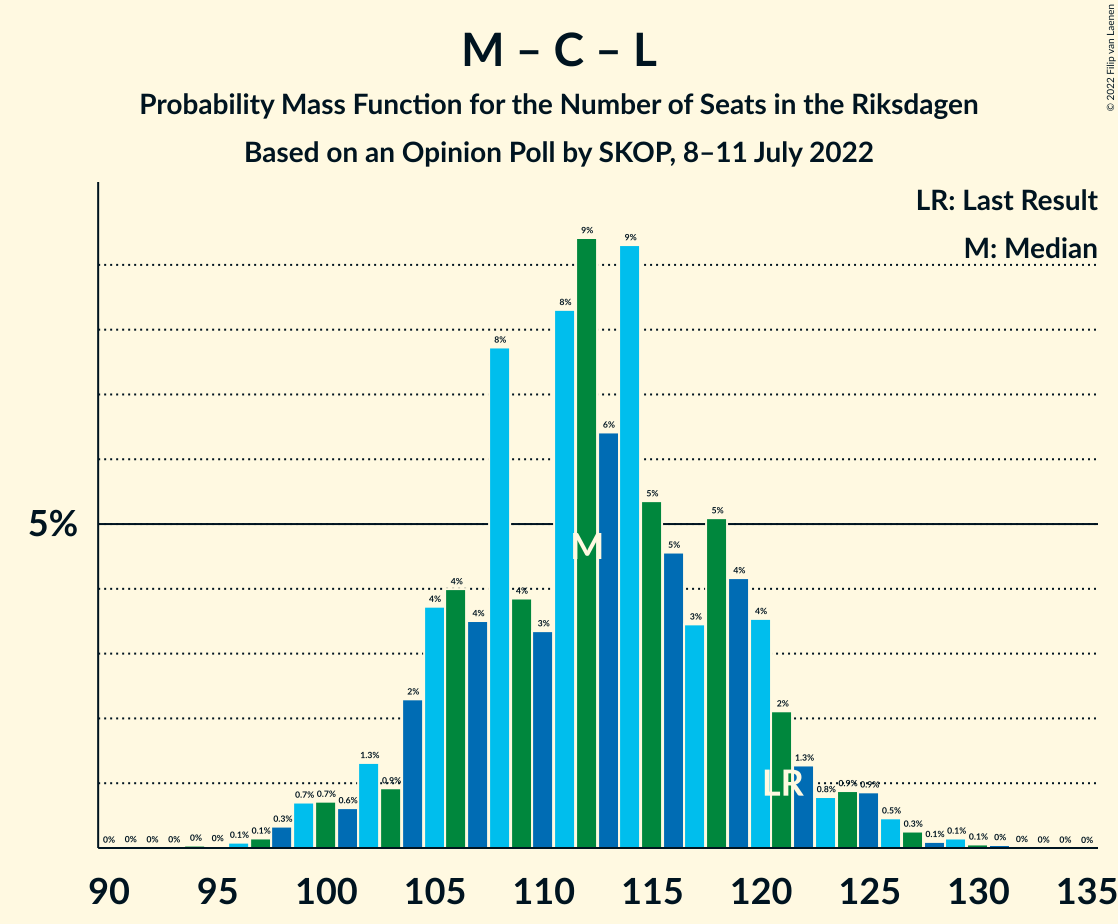 M – C – L
Probability Mass Function for the Number of Seats in the Riksdagen
Based on an Opinion Poll by SKOP, 8–11 July 2022
© 2022 Filip van Laenen
LR: Last Result
M: Median
5%
0% 0% 0% 0% 0% 0% 0.1% 0.1% 0.3% 0.7% 0.7% 0.6% 1.3% 0.9% 2% 4% 4% 4% 8% 4% 3% 8% 9% 6% 9% 5% 5% 3% 5% 4% 4% 2% 1.3% 0.8% 0.9% 0.9% 0.5% 0.3% 0.1% 0.1% 0.1% 0% 0% 0% 0% 0%
M
LR
90 95 100 105 110 115 120 125 130 135